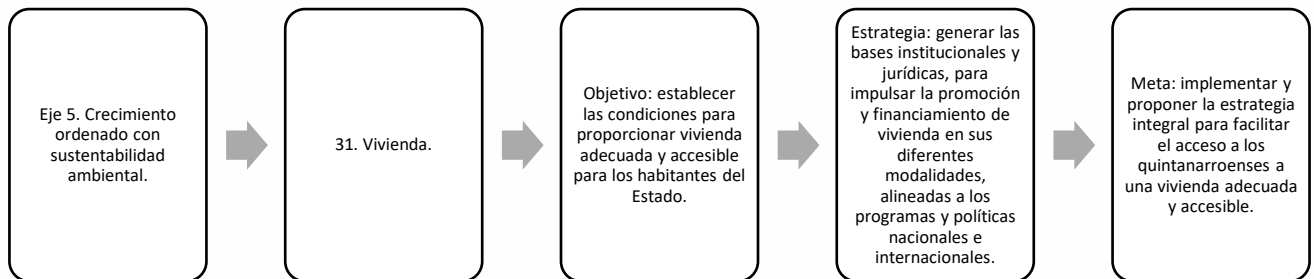 Eje 5. Crecimiento
ordenado con
sustentabilidad
ambiental.
31. Vivienda.
Objetivo: establecer
las condiciones para
proporcionar vivienda
adecuada y accesible
para los habitantes del
Estado.
Estrategia: generar las
bases institucionales y
jurídicas, para
impulsar la promoción
y financiamiento de
vivienda en sus
diferentes
modalidades,
alineadas a los
programas y políticas
nacionales e
internacionales.
Meta: implementar y
proponer la estrategia
integral para facilitar
el acceso a los
quintanarroenses a
una vivienda adecuada
y accesible.